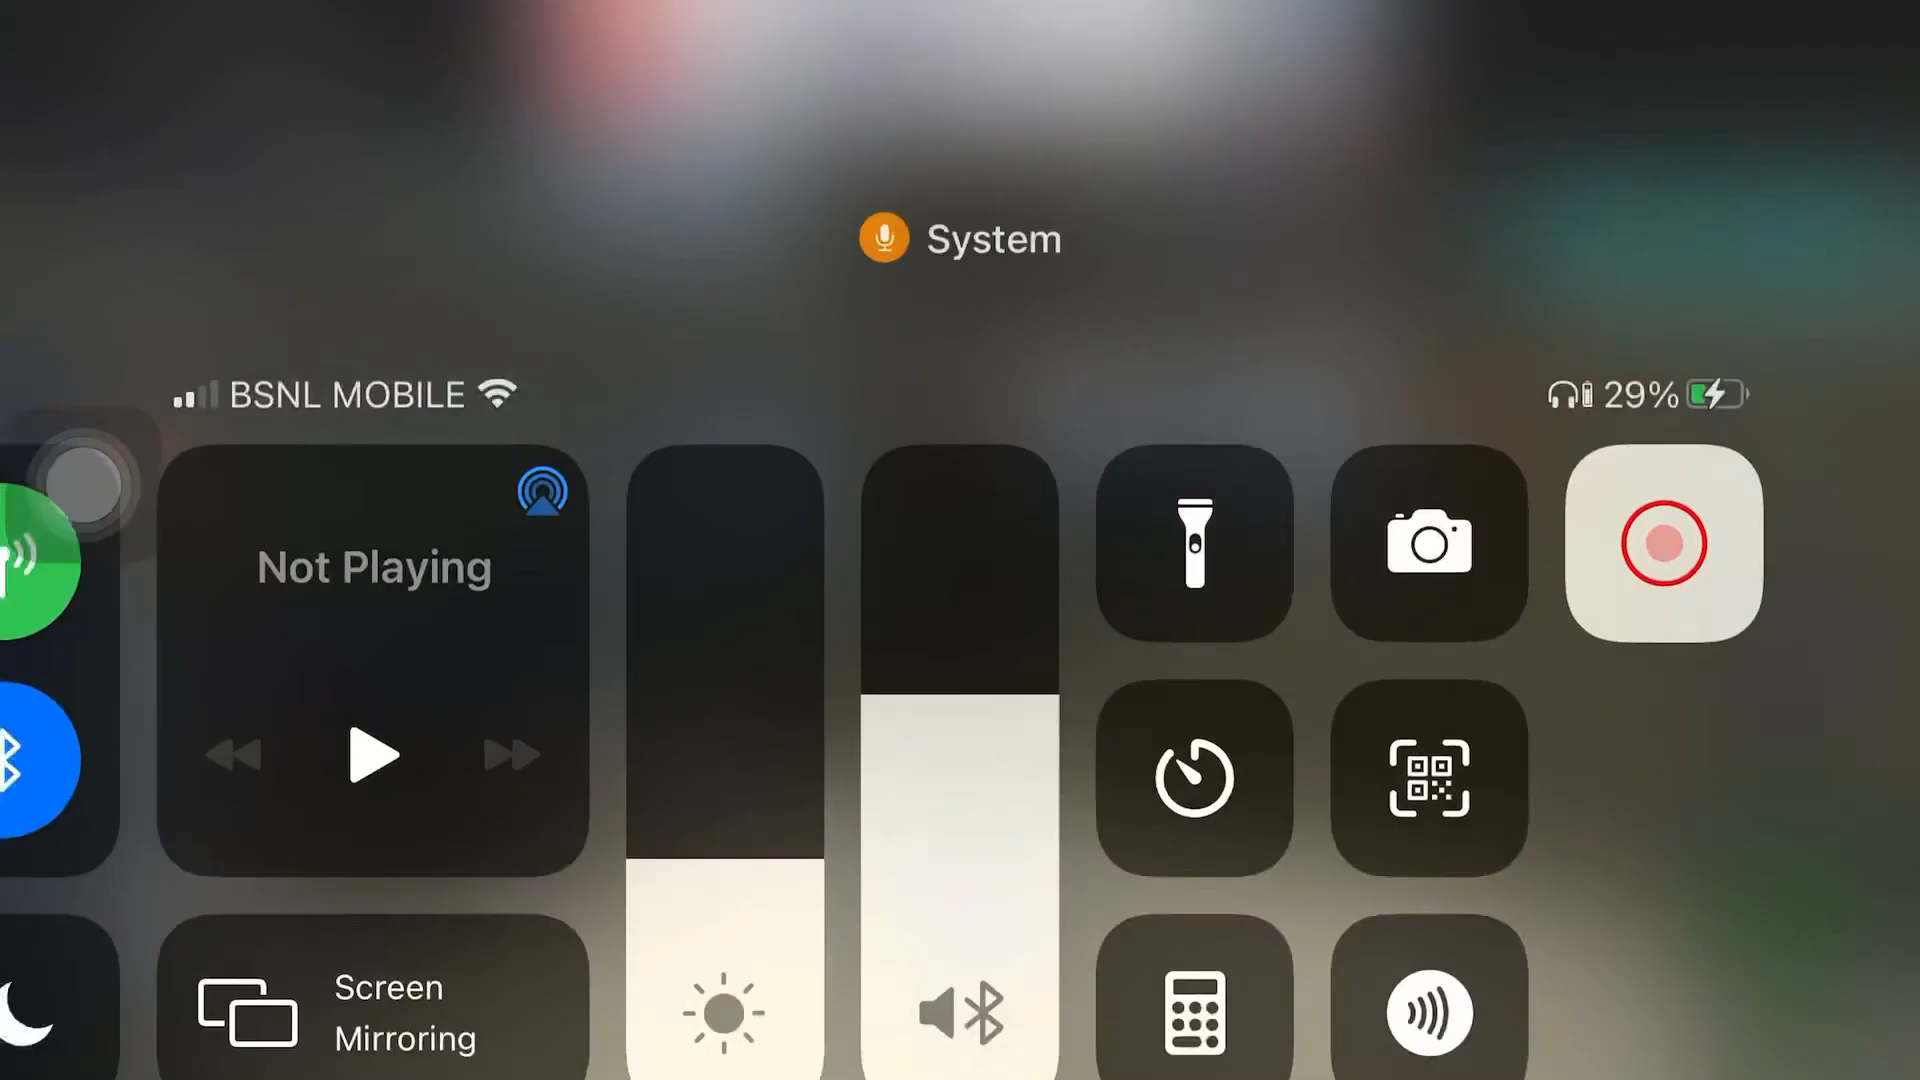 System
BSNL MOBILE
29%
Not Playing
Screen
Mirroring